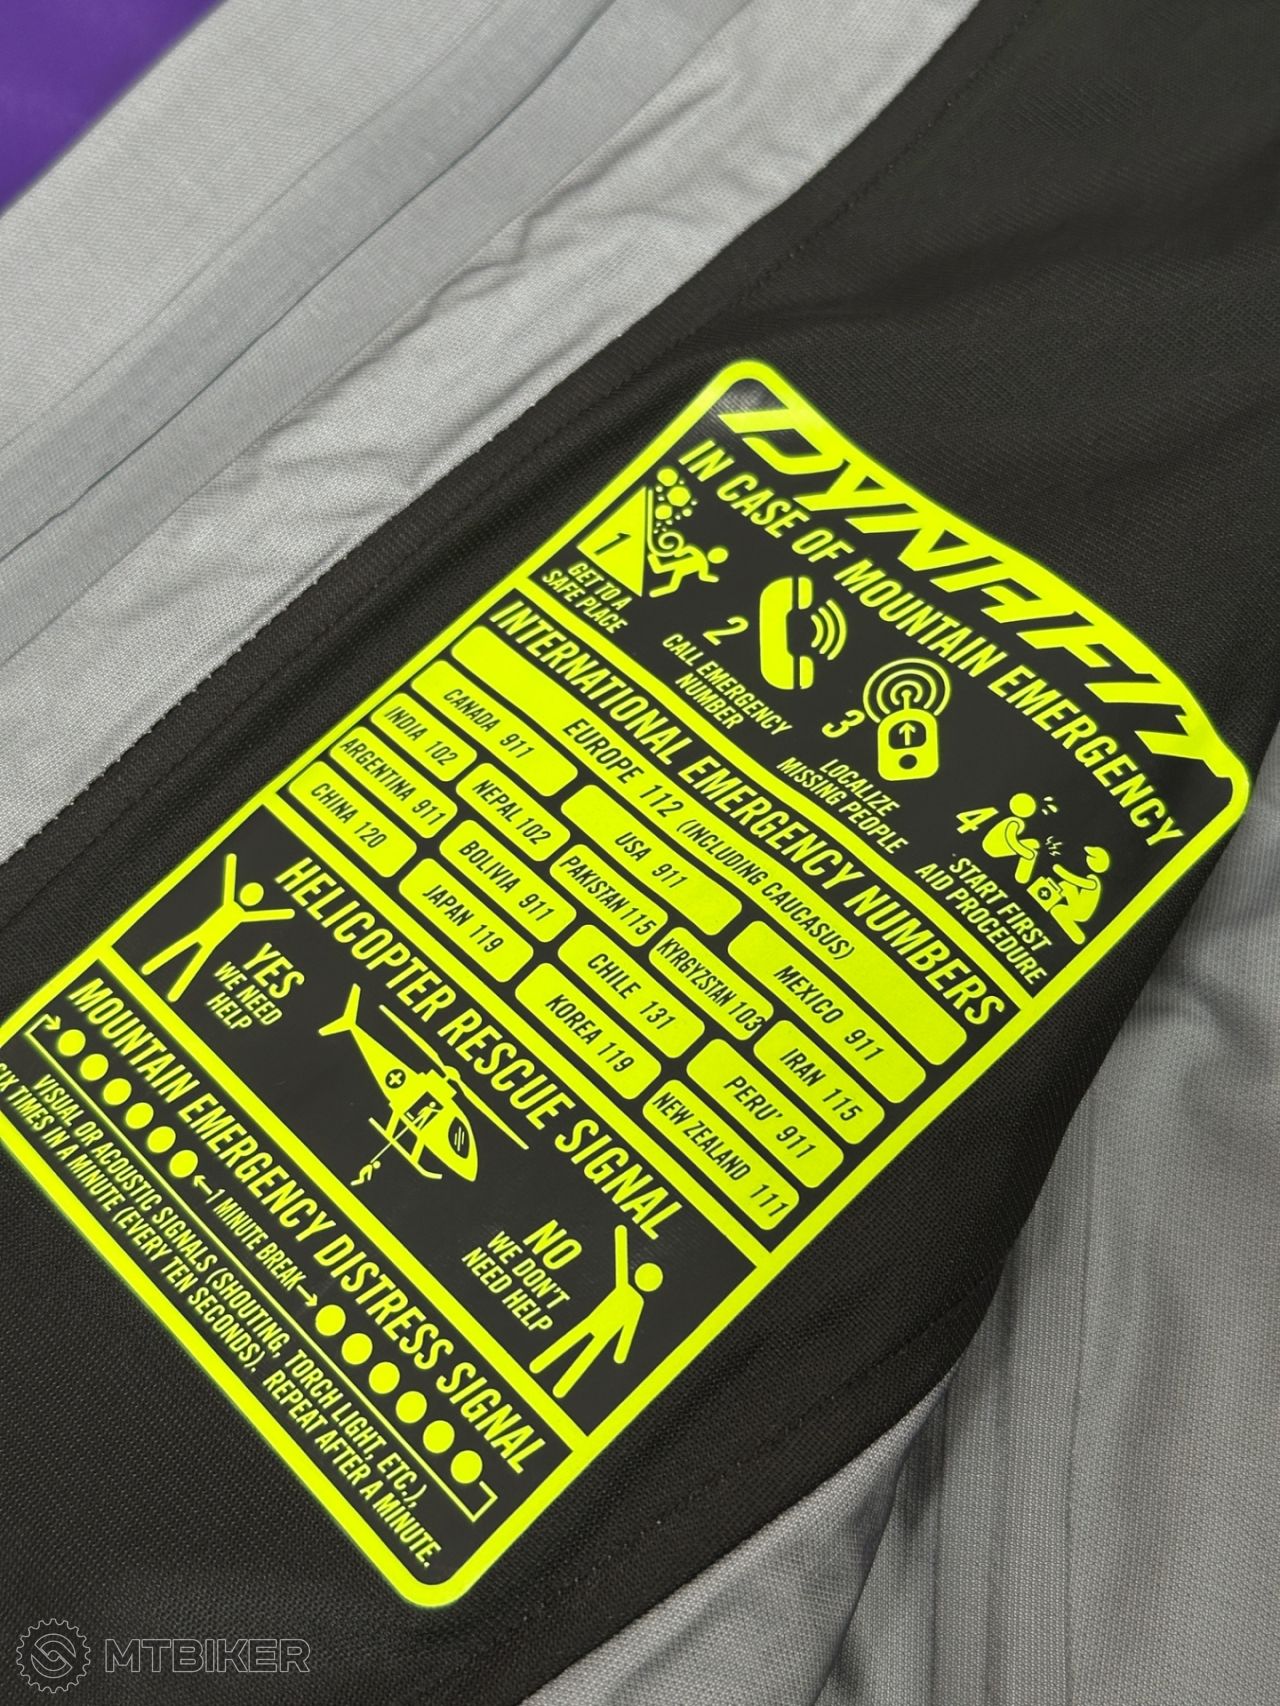 DYNAFIT
IN CASE OF MOUNTAIN EMERGENCY
1
GET TO A
SAFE PLACE
2
CALL EMERGENCY
NUMBER
3
LOCALIZE
MISSING PEOPLE
4
START FIRST
AID PROCEDURE
INTERNATIONAL EMERGENCY NUMBERS
EUROPE 112 (INCLUDING CAUCASUS)
CANADA 911
USA 911
MEXICO 911
INDIA 102
NEPAL 102
PAKISTAN 115
KYRGYZSTAN 103
IRAN 115
ARGENTINA 911
BOLIVIA 911
CHILE 131
PERU' 911
CHINA 120
JAPAN 119
KOREA 119
NEW ZEALAND 111
HELICOPTER RESCUE SIGNAL
YES
WE NEED
HELP
NO
WE DON'T
NEED HELP
MOUNTAIN EMERGENCY DISTRESS SIGNAL
1 MINUTE BREAK
VISUAL OR ACOUSTIC SIGNALS (SHOUTING, TORCH LIGHT, ETC.),
SIX TIMES IN A MINUTE (EVERY TEN SECONDS). REPEAT AFTER A MINUTE.
MTBIKER